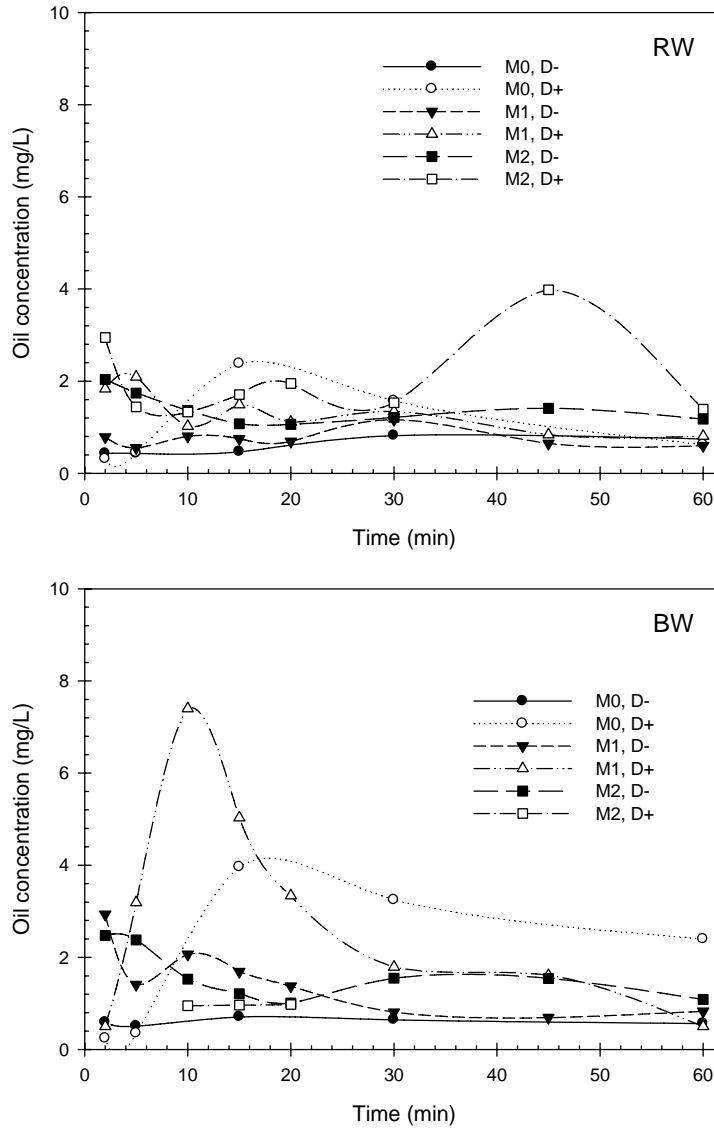 10
RW
M0, D-
M0, D+
M1, D-
M1, D+
M2, D-
M2, D+
8
6
4
2
0
Oil concentration (mg/L)
0 10 20 30 40 50 60
Time (min)
10
BW
M0, D-
M0, D+
M1, D-
M1, D+
M2, D-
M2, D+
8
6
4
2
0
Oil concentration (mg/L)
0 10 20 30 40 50 60
Time (min)